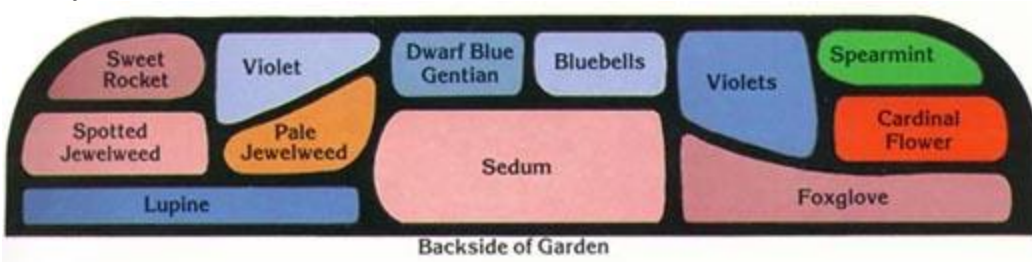 Sweet
Rocket
Violet
Dwarf Blue
Gentian
Bluebells
Violets
Spearmint
Spotted
Jewelweed
Pale
Jewelweed
Sedum
Cardinal
Flower
Lupine
Foxglove
Backside of Garden